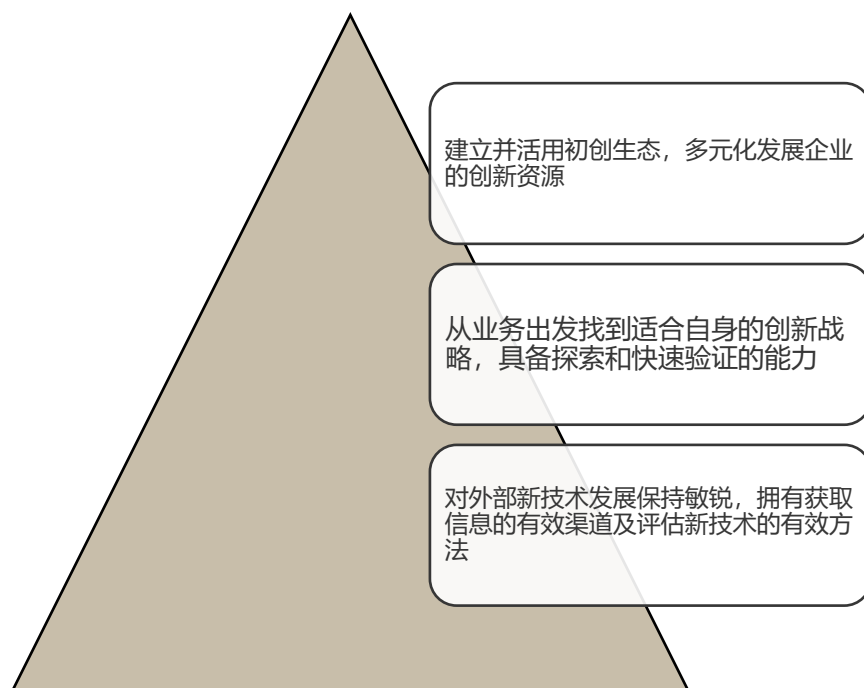 建立并活用初创生态，多元化发展企业
的创新资源
从业务出发找到适合自身的创新战
略，具备探索和快速验证的能力
对外部新技术发展保持敏锐，拥有获取
信息的有效渠道及评估新技术的有效方
法